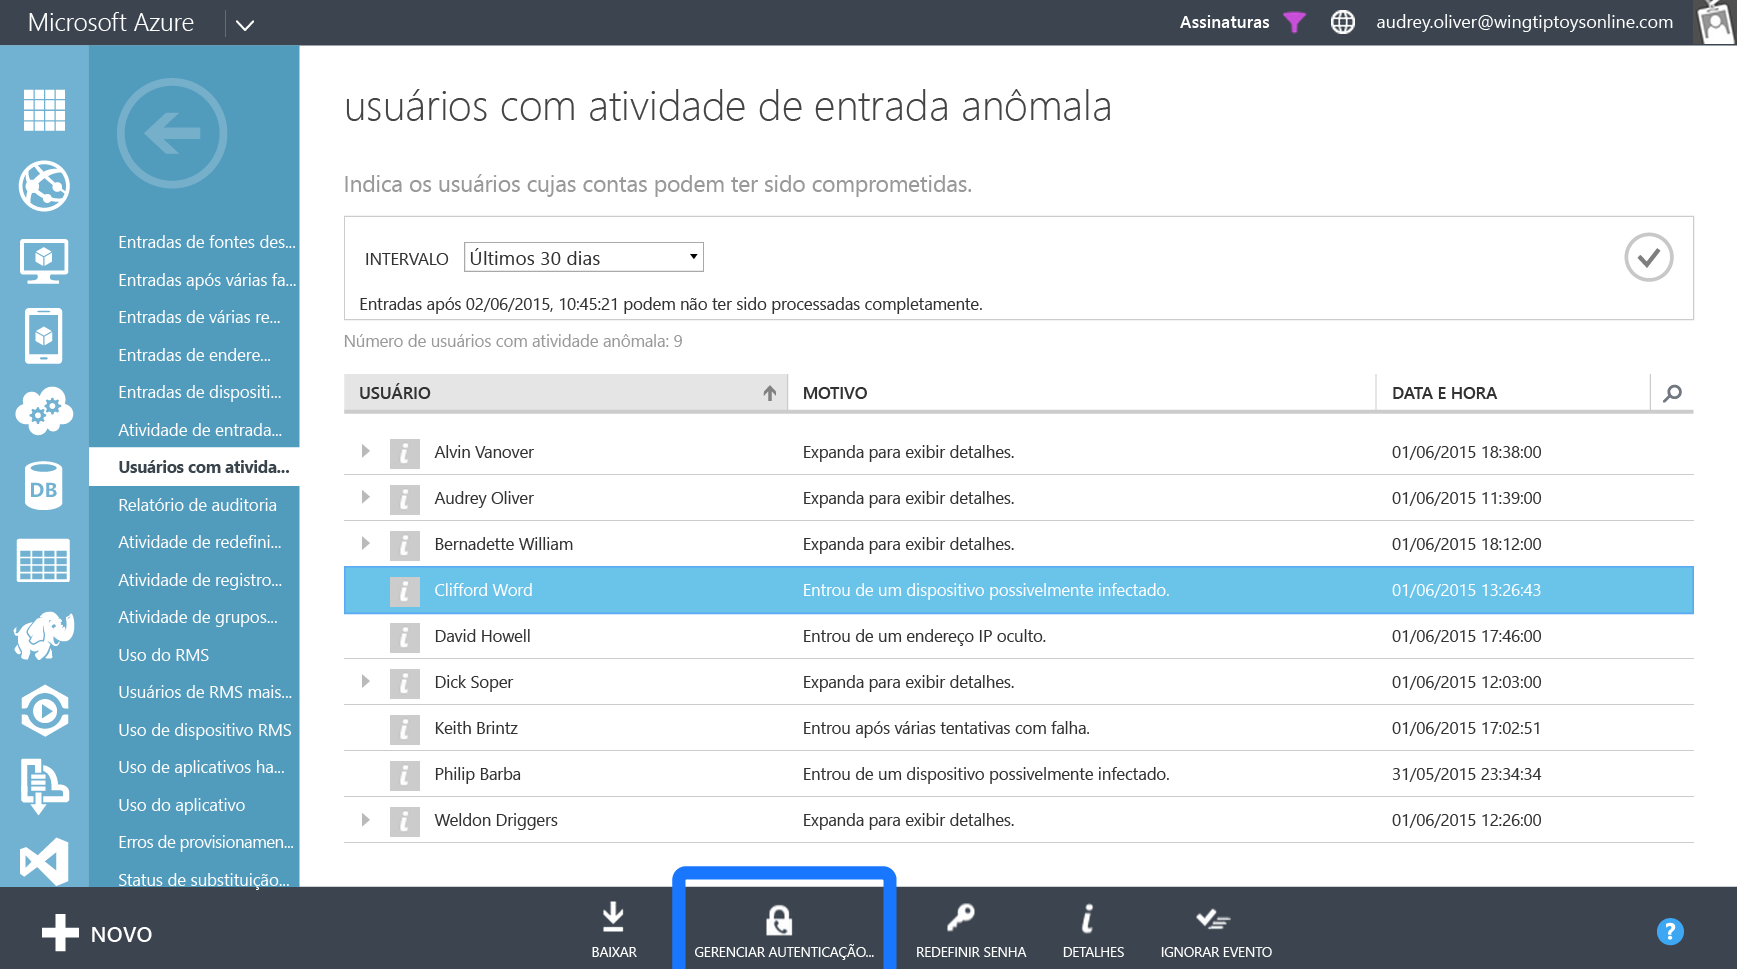 Microsoft Azure
Assinaturas
audrey.oliver@wingtiptoysonline.com
Entradas de fontes des...
Entradas após várias fa...
Entradas de várias re...
Entradas de endere...
Entradas de dispositi...
Atividade de entrada...
Usuários com ativida...
Relatório de auditoria
Atividade de redefini...
Atividade de registro...
Atividade de grupos...
Uso do RMS
Usuários de RMS mais...
Uso de dispositivo RMS
Uso de aplicativos ha...
Uso do aplicativo
Erros de provisionamen...
Status de substituição...
DB
usuários com atividade de entrada anômala
Indica os usuários cujas contas podem ter sido comprometidas.
INTERVALO Últimos 30 dias
Entradas após 02/06/2015, 10:45:21 podem não ter sido processadas completamente.
Número de usuários com atividade anômala: 9
USUÁRIO MOTIVO DATA E HORA
Alvin Vanover Expanda para exibir detalhes. 01/06/2015 18:38:00
Audrey Oliver Expanda para exibir detalhes. 01/06/2015 11:39:00
Bernadette William Expanda para exibir detalhes. 01/06/2015 18:12:00
Clifford Word Entrou de um dispositivo possivelmente infectado. 01/06/2015 13:26:43
David Howell Entrou de um endereço IP oculto. 01/06/2015 17:46:00
Dick Soper Expanda para exibir detalhes. 01/06/2015 12:03:00
Keith Brintz Entrou após várias tentativas com falha. 01/06/2015 17:02:51
Philip Barba Entrou de um dispositivo possivelmente infectado. 31/05/2015 23:34:34
Weldon Driggers Expanda para exibir detalhes. 01/06/2015 12:26:00
NOVO
BAIXAR
GERENCIAR AUTENTICAÇÃO...
REDEFINIR SENHA
DETALHES
IGNORAR EVENTO
?